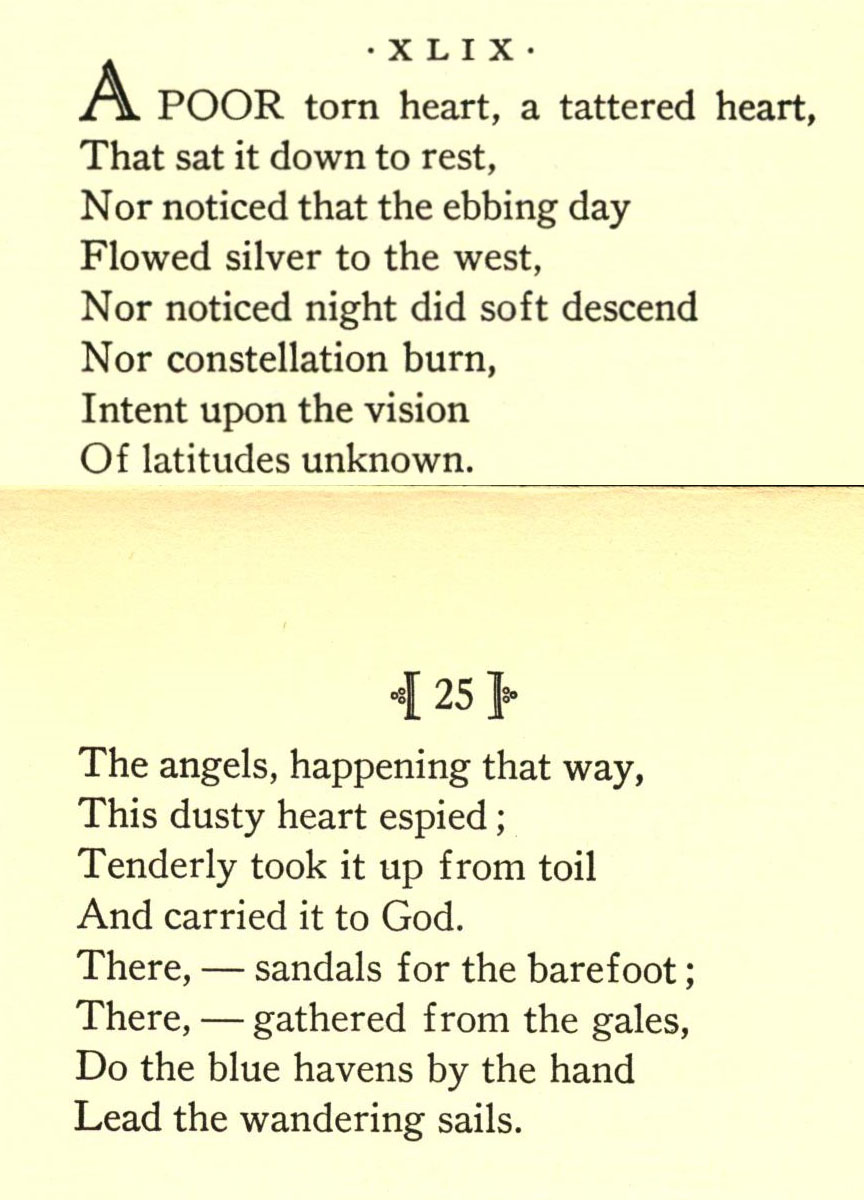 ·XLIX·
A POOR torn heart, a tattered heart,
That sat it down to rest,
Nor noticed that the ebbing day
Flowed silver to the west,
Nor noticed night did soft descend
Nor constellation burn,
Intent upon the vision
Of latitudes unknown.
[25]
The angels, happening that way,
This dusty heart espied;
Tenderly took it up from toil
And carried it to God.
There, — sandals for the barefoot;
There, — gathered from the gales,
Do the blue havens by the hand
Lead the wandering sails.